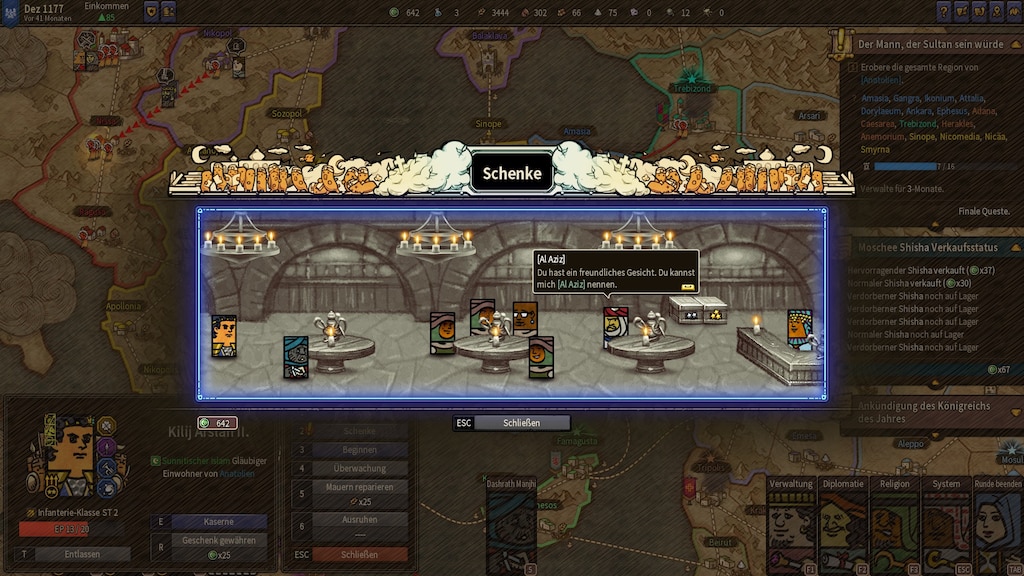 Dez 1177
Vor 41 Monaten
Einkommen
▲85
642
3
3444
302
66
75
0
12
0
Nikopol
Balaklava
Sozopol
Sinope
Amasia
Trebizond
Arsari
Apollonia
Der Mann, der Sultan sein würde
Erobere die gesamte Region von
[Anatolien].
Amasia, Gangra, Ikonium, Attalia,
Dorylaeum, Ankara, Ephesus, Adana,
Caesarea, Trebizond, Herakles,
Anemorium, Sinope, Nicomedia, Nicäa,
Smyrna
7 / 16
Verwalte für 3-Monate.
Finale Queste.
Moschee Shisha Verkaufsstatus
Hervorragender Shisha verkauft (x37)
Normaler Shisha verkauft (x30)
Verdorbener Shisha noch auf Lager
Verdorbener Shisha noch auf Lager
Normaler Shisha noch auf Lager
Verdorbener Shisha noch auf Lager
x67
Ankündigung des Königreichs
des Jahres
Schenke
[Al Aziz]
Du hast ein freundliches Gesicht. Du kannst
mich [Al Aziz] nennen.
642
ESC Schließen
Kilij Arslan II.
Sunnitischer Islam Gläubiger
Einwohner von Anatolien
Infanterie-Klasse ST 2
EP 13 / 20
T Entlassen
E Kaserne
R Geschenk gewähren
x25
3 Beginnen
4 Überwachung
5 Mauern reparieren
x25
6 Ausruhen
----
ESC Schließen
Dashrath Manjhi
S
Famagusta
Tripolis
Beirut
Aleppo
Mosul
Verwaltung
Diplomatie
Religion
System
Runde beenden
F1
F2
F3
ESC
TAB